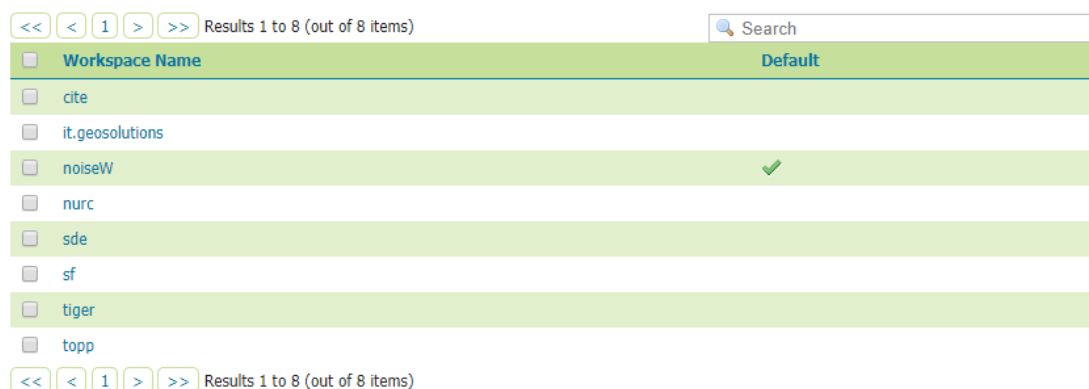 << < 1 > >> Results 1 to 8 (out of 8 items) Search
Workspace Name Default
cite
it.geosolutions
noiseW
nurc
sde
sf
tiger
topp
<< < 1 > >> Results 1 to 8 (out of 8 items)